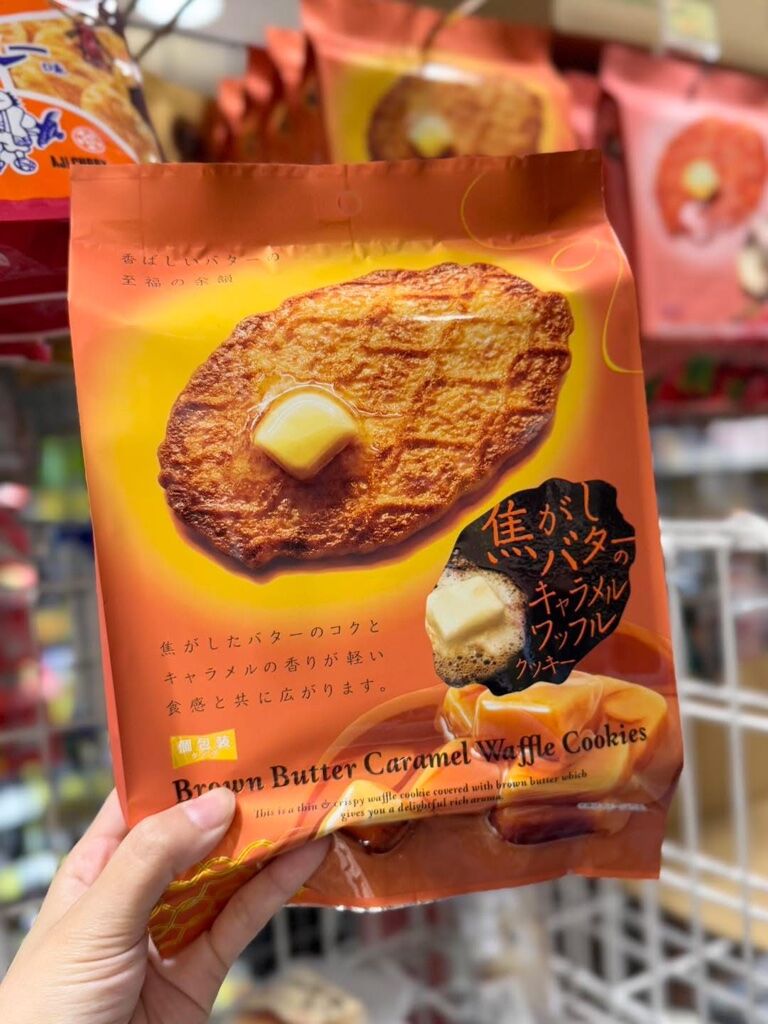 香ばしいバターの
至福の余韻
焦がし
バターの
キャラメル
ワッフル
クッキー
焦がしたバターのコクと
キャラメルの香りが軽い
食感と共に広がります。
個包装
Brown Butter Caramel Waffle Cookies
This is a thin & crispy waffle cookie covered with brown butter which
gives you a delightful rich aroma.